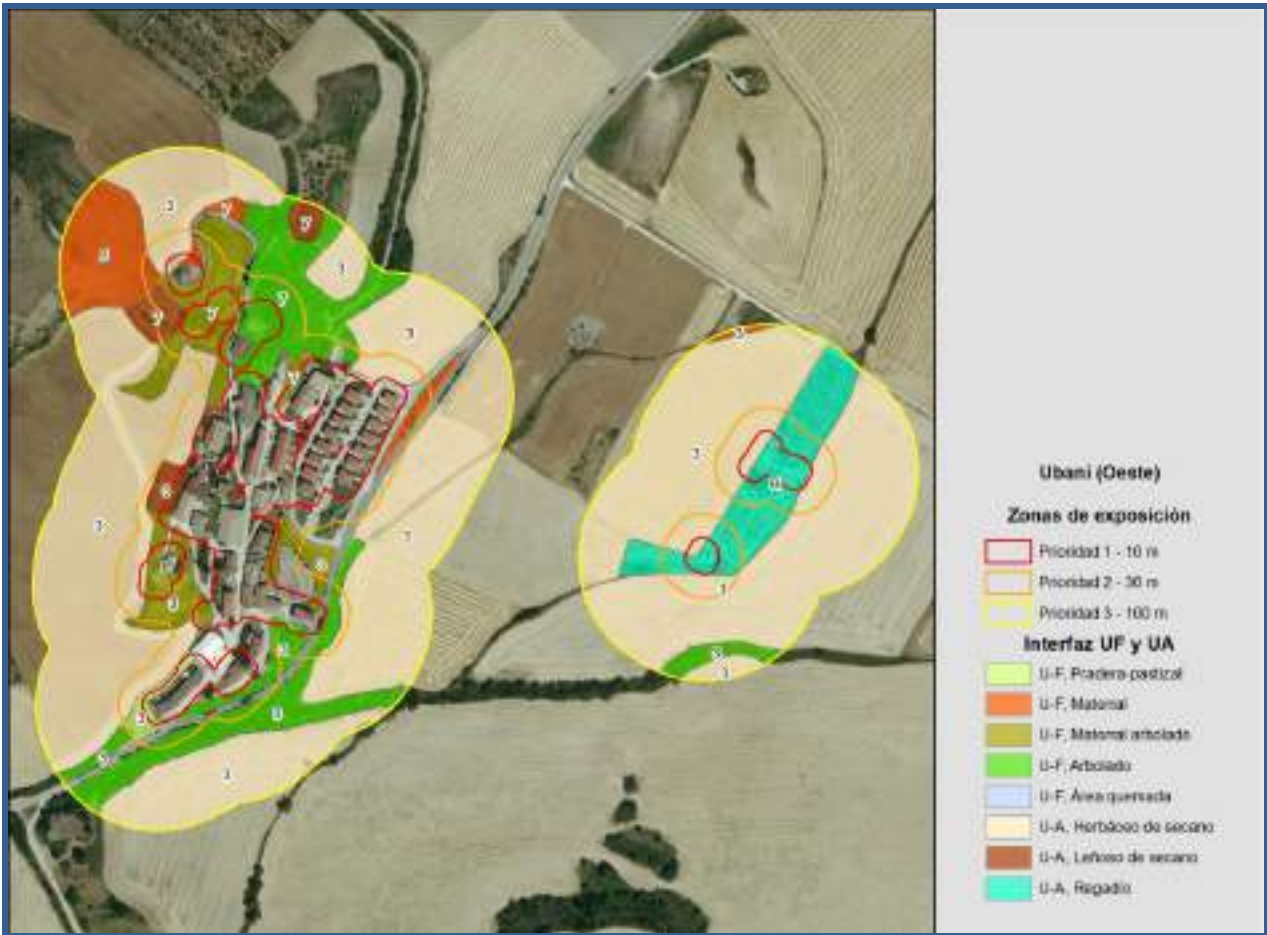 Ubani (Oeste)
Zonas de exposición
Prioridad 1 - 10 m
Prioridad 2 - 30 m
Prioridad 3 - 100 m
Interfaz UF y UA
U-F, Pradera-pastizal
U-F, Matorral
U-F, Matorral arbolado
U-F, Arbolado
U-F, Área quemada
U-A, Herbáceo de secano
U-A, Leñoso de secano
U-A, Regadío